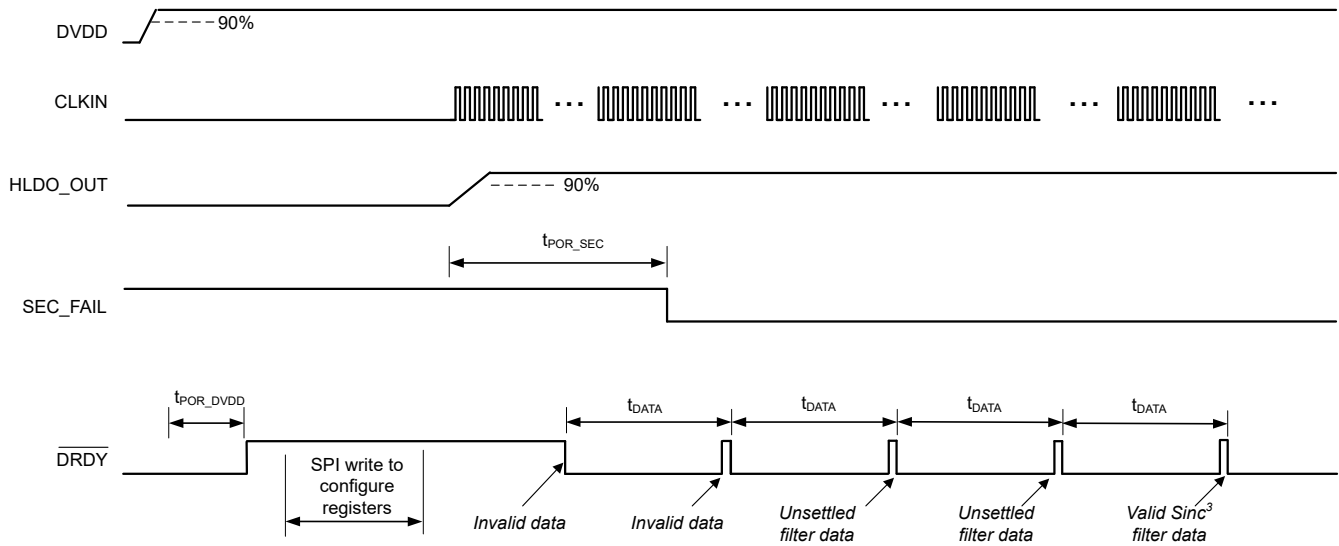 DVDD
90%
CLKIN
... ... ... ... ...
HLDO_OUT
90%
tPOR_SEC
SEC_FAIL
tPOR_DVDD
tDATA
tDATA
tDATA
tDATA
DRDY
SPI write to
configure
registers
Invalid data
Invalid data
Unsettled
filter data
Unsettled
filter data
Valid Sinc³
filter data